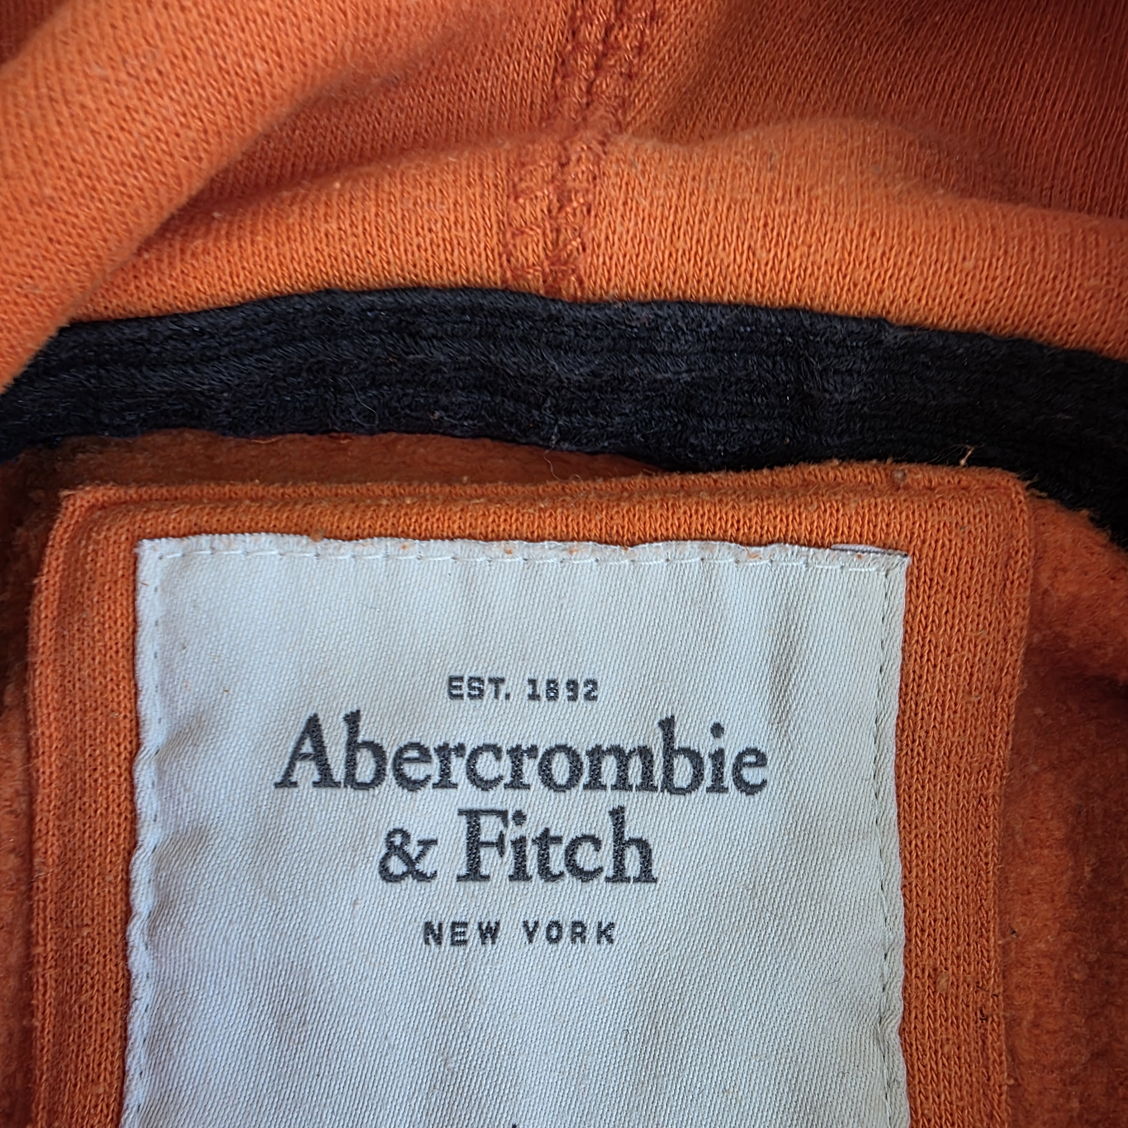 EST. 1892
Abercrombie
& Fitch
NEW YORK